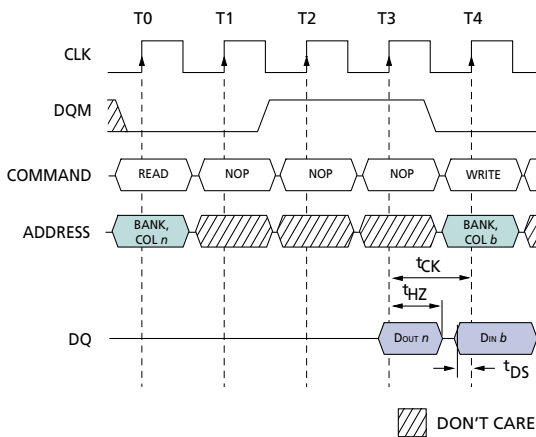 T0 T1 T2 T3 T4
CLK
DQM
COMMAND READ NOP NOP NOP WRITE
ADDRESS BANK, COL n BANK, COL b
tCK
tHZ
DQ DOUT n DIN b
tDS
DON'T CARE